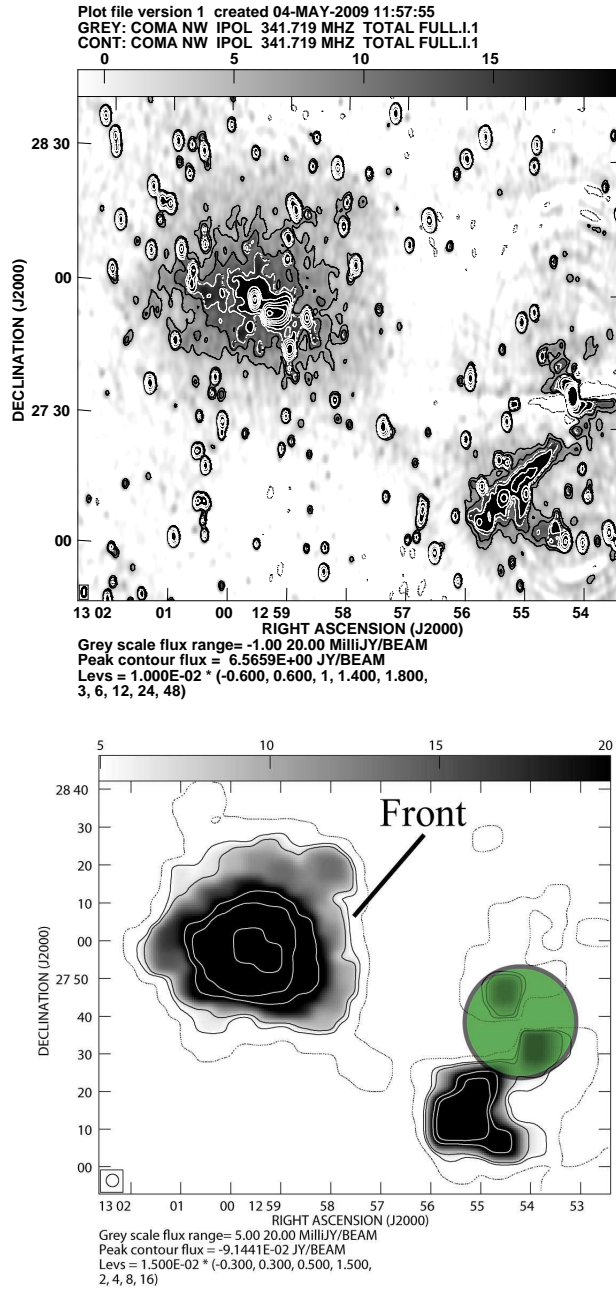 Plot file version 1 created 04-MAY-2009 11:57:55
GREY: COMA NW IPOL 341.719 MHZ TOTAL FULL.I.1
CONT: COMA NW IPOL 341.719 MHZ TOTAL FULL.I.1
0 5 10 15
28 30
00
27 30
00
DECLINATION (J2000)
13 02 01 00 12 59 58 57 56 55 54
RIGHT ASCENSION (J2000)
Grey scale flux range= -1.00 20.00 MilliJY/BEAM
Peak contour flux = 6.5659E+00 JY/BEAM
Levs = 1.000E-02 * (-0.600, 0.600, 1, 1.400, 1.800,
3, 6, 12, 24, 48)
5 10 15 20
28 40
30
20
10
00
27 50
40
30
20
10
00
DECLINATION (J2000)
Front
13 02 01 00 12 59 58 57 56 55 54 53
RIGHT ASCENSION (J2000)
Grey scale flux range= 5.00 20.00 MilliJY/BEAM
Peak contour flux = -9.1441E-02 JY/BEAM
Levs = 1.500E-02 * (-0.300, 0.300, 0.500, 1.500,
2, 4, 8, 16)